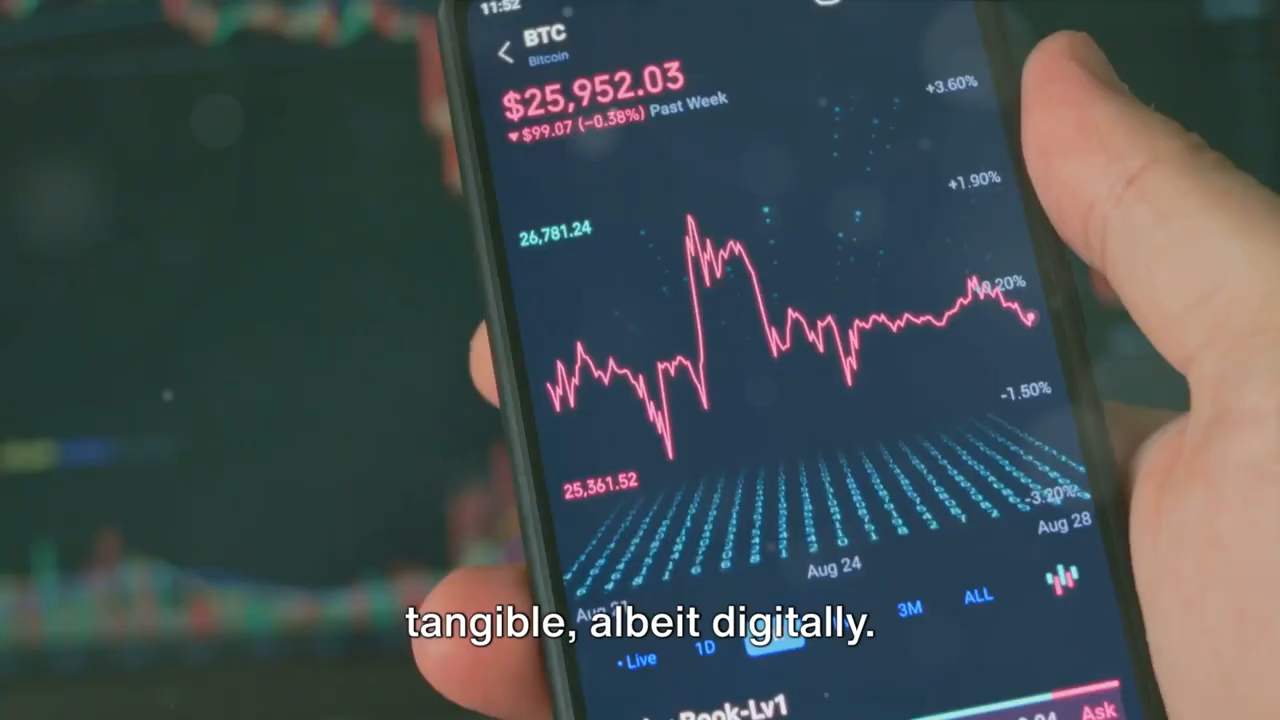 11:52
BTC
Bitcoin
$25,952.03
▼$99.07 (−0.38%) Past Week
+3.60%
+1.90%
26,781.24
-1.50%
25,361.52
-3.20%
Aug 28
Aug 24
tangible, albeit digitally.
• Live
1D
3M
ALL
Book-Lv1
Ask